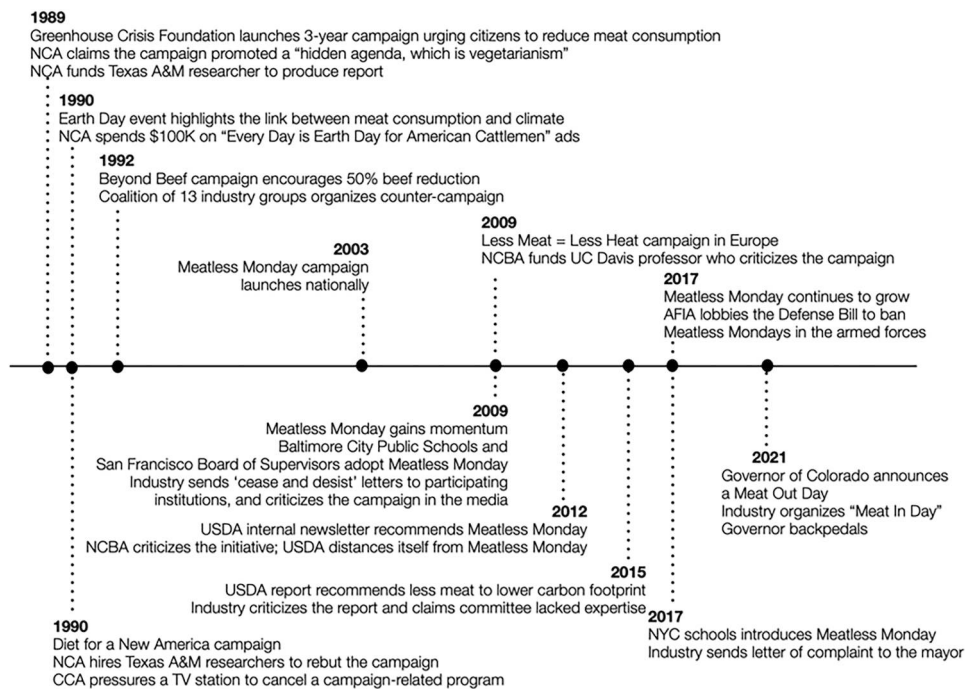 1989
Greenhouse Crisis Foundation launches 3-year campaign urging citizens to reduce meat consumption
NCA claims the campaign promoted a “hidden agenda, which is vegetarianism”
NCA funds Texas A&M researcher to produce report
1990
Earth Day event highlights the link between meat consumption and climate
NCA spends $100K on “Every Day is Earth Day for American Cattlemen” ads
1992
Beyond Beef campaign encourages 50% beef reduction
Coalition of 13 industry groups organizes counter-campaign
2003
Meatless Monday campaign
launches nationally
2009
Less Meat = Less Heat campaign in Europe
NCBA funds UC Davis professor who criticizes the campaign
2017
Meatless Monday continues to grow
AFIA lobbies the Defense Bill to ban
Meatless Mondays in the armed forces
2009
Meatless Monday gains momentum
Baltimore City Public Schools and
San Francisco Board of Supervisors adopt Meatless Monday
Industry sends ‘cease and desist’ letters to participating
institutions, and criticizes the campaign in the media
2012
USDA internal newsletter recommends Meatless Monday
NCBA criticizes the initiative; USDA distances itself from Meatless Monday
2015
USDA report recommends less meat to lower carbon footprint
Industry criticizes the report and claims committee lacked expertise
2021
Governor of Colorado announces
a Meat Out Day
Industry organizes “Meat In Day”
Governor backpedals
1990
Diet for a New America campaign
NCA hires Texas A&M researchers to rebut the campaign
CCA pressures a TV station to cancel a campaign-related program
2017
NYC schools introduces Meatless Monday
Industry sends letter of complaint to the mayor